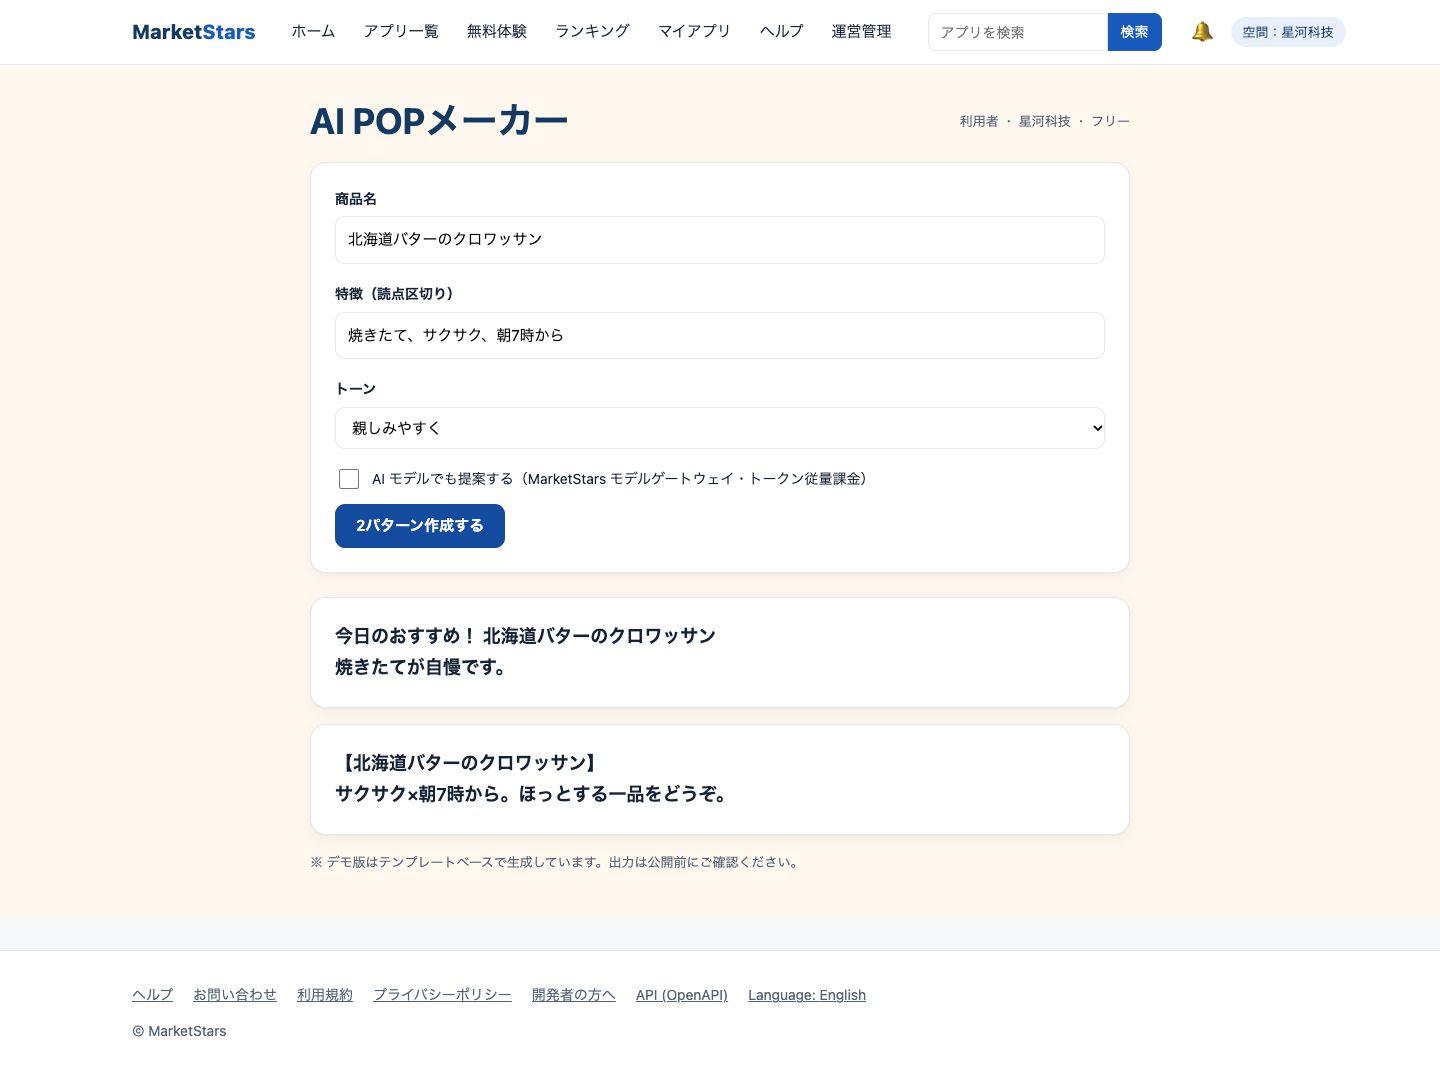 MarketStars
ホーム
アプリ一覧
無料体験
ランキング
マイアプリ
ヘルプ
運営管理
アプリを検索
検索
空間：星河科技
AI POPメーカー
利用者 ・ 星河科技 ・ フリー
商品名
北海道バターのクロワッサン
特徴（読点区切り）
焼きたて、サクサク、朝7時から
トーン
親しみやすく
AI モデルでも提案する（MarketStars モデルゲートウェイ・トークン従量課金）
2パターン作成する
今日のおすすめ！ 北海道バターのクロワッサン
焼きたてが自慢です。
【北海道バターのクロワッサン】
サクサク×朝7時から。ほっとする一品をどうぞ。
※ デモ版はテンプレートベースで生成しています。出力は公開前にご確認ください。
ヘルプ
お問い合わせ
利用規約
プライバシーポリシー
開発者の方へ
API (OpenAPI)
Language: English
© MarketStars